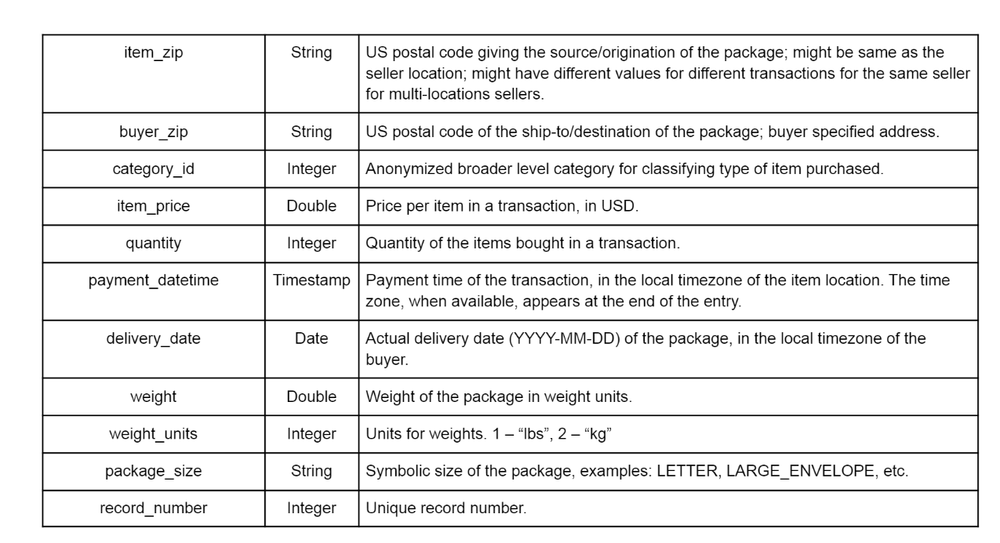 item_zip String US postal code giving the source/origination of the package; might be same as the
seller location; might have different values for different transactions for the same seller
for multi-locations sellers.
buyer_zip String US postal code of the ship-to/destination of the package; buyer specified address.
category_id Integer Anonymized broader level category for classifying type of item purchased.
item_price Double Price per item in a transaction, in USD.
quantity Integer Quantity of the items bought in a transaction.
payment_datetime Timestamp Payment time of the transaction, in the local timezone of the item location. The time
zone, when available, appears at the end of the entry.
delivery_date Date Actual delivery date (YYYY-MM-DD) of the package, in the local timezone of the
buyer.
weight Double Weight of the package in weight units.
weight_units Integer Units for weights. 1 – “lbs”, 2 – “kg”
package_size String Symbolic size of the package, examples: LETTER, LARGE_ENVELOPE, etc.
record_number Integer Unique record number.